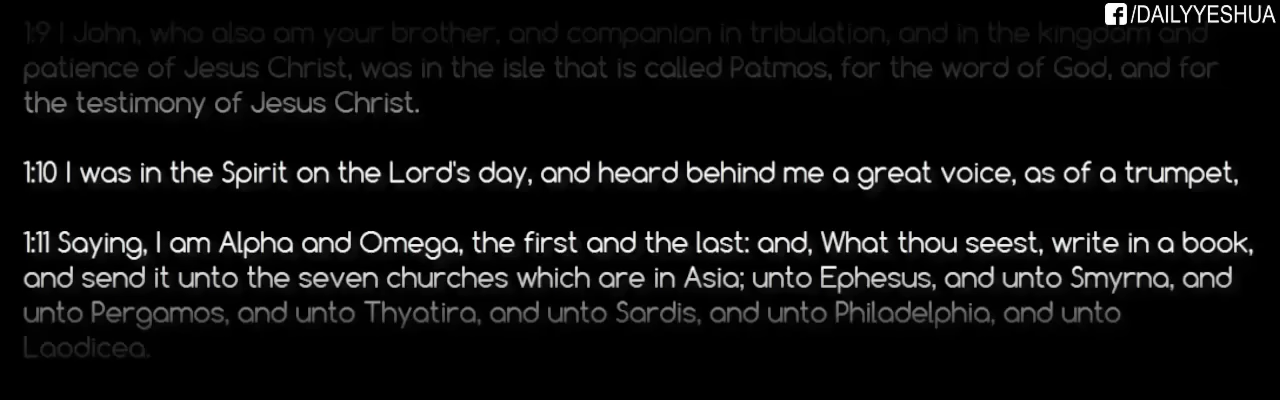 /DAILYYESHUA
1:9 I John, who also am your brother, and companion in tribulation, and in the kingdom and
patience of Jesus Christ, was in the isle that is called Patmos, for the word of God, and for
the testimony of Jesus Christ.
1:10 I was in the Spirit on the Lord's day, and heard behind me a great voice, as of a trumpet,
1:11 Saying, I am Alpha and Omega, the first and the last: and, What thou seest, write in a book,
and send it unto the seven churches which are in Asia; unto Ephesus, and unto Smyrna, and
unto Pergamos, and unto Thyatira, and unto Sardis, and unto Philadelphia, and unto
Laodicea.